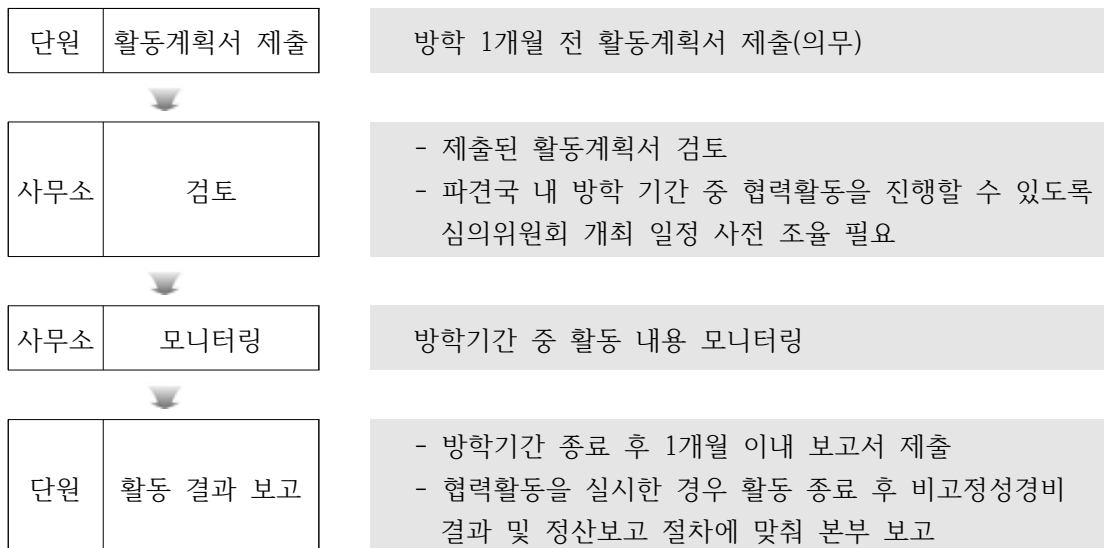 단원 활동계획서 제출 방학 1개월 전 활동계획서 제출(의무)
사무소 검토
- 제출된 활동계획서 검토
- 파견국 내 방학 기간 중 협력활동을 진행할 수 있도록
심의위원회 개최 일정 사전 조율 필요
사무소 모니터링 방학기간 중 활동 내용 모니터링
단원 활동 결과 보고
- 방학기간 종료 후 1개월 이내 보고서 제출
- 협력활동을 실시한 경우 활동 종료 후 비고정성경비
결과 및 정산보고 절차에 맞춰 본부 보고